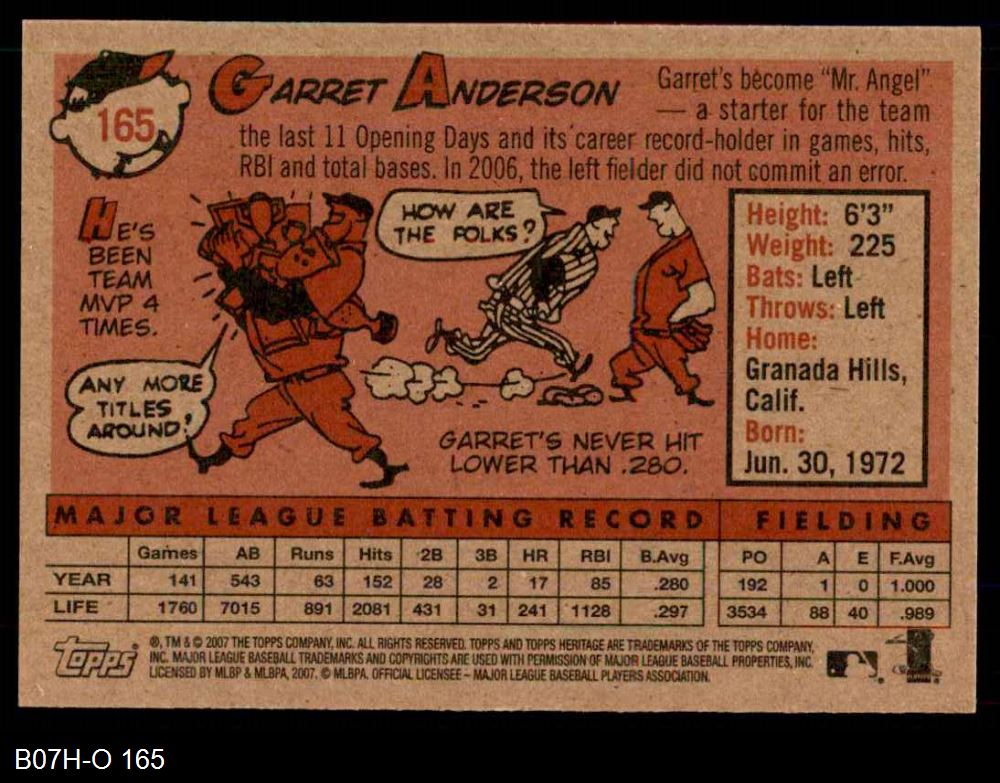 165
GARRET ANDERSON
Garret's become "Mr. Angel"
— a starter for the team
the last 11 Opening Days and its career record-holder in games, hits,
RBI and total bases. In 2006, the left fielder did not commit an error.
HE'S
BEEN
TEAM
MVP 4
TIMES.
ANY MORE
TITLES
AROUND?
HOW ARE
THE FOLKS?
GARRET'S NEVER HIT
LOWER THAN .280.
Height: 6'3"
Weight: 225
Bats: Left
Throws: Left
Home:
Granada Hills,
Calif.
Born:
Jun. 30, 1972
MAJOR LEAGUE BATTING RECORD FIELDING
Games AB Runs Hits 2B 3B HR RBI B.Avg PO A E F.Avg
YEAR 141 543 63 152 28 2 17 85 .280 192 1 0 1.000
LIFE 1760 7015 891 2081 431 31 241 1128 .297 3534 88 40 .989
Topps
®, TM & © 2007 THE TOPPS COMPANY, INC. ALL RIGHTS RESERVED. TOPPS AND TOPPS HERITAGE ARE TRADEMARKS OF THE TOPPS COMPANY,
INC. MAJOR LEAGUE BASEBALL TRADEMARKS AND COPYRIGHTS ARE USED WITH PERMISSION OF MAJOR LEAGUE BASEBALL PROPERTIES, INC.
LICENSED BY MLBP & MLBPA, 2007. © MLBPA. OFFICIAL LICENSEE – MAJOR LEAGUE BASEBALL PLAYERS ASSOCIATION.
B07H-O 165